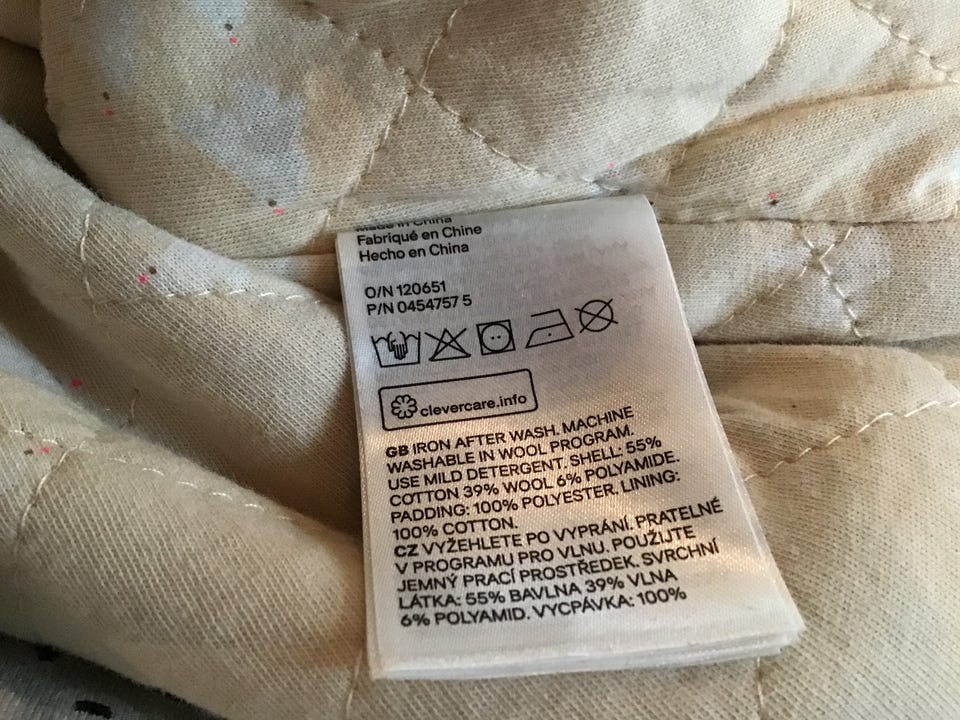 Made in China
Fabriqué en Chine
Hecho en China
O/N 120651
P/N 0454757 5
clevercare.info
GB IRON AFTER WASH. MACHINE
WASHABLE IN WOOL PROGRAM.
USE MILD DETERGENT. SHELL: 55%
COTTON 39% WOOL 6% POLYAMIDE.
PADDING: 100% POLYESTER. LINING:
100% COTTON.
CZ VYŽEHLETE PO VYPRÁNÍ. PRATELNÉ
V PROGRAMU PRO VLNU. POUŽIJTE
JEMNÝ PRACÍ PROSTŘEDEK. SVRCHNÍ
LÁTKA: 55% BAVLNA 39% VLNA
6% POLYAMID. VYCPÁVKA: 100%